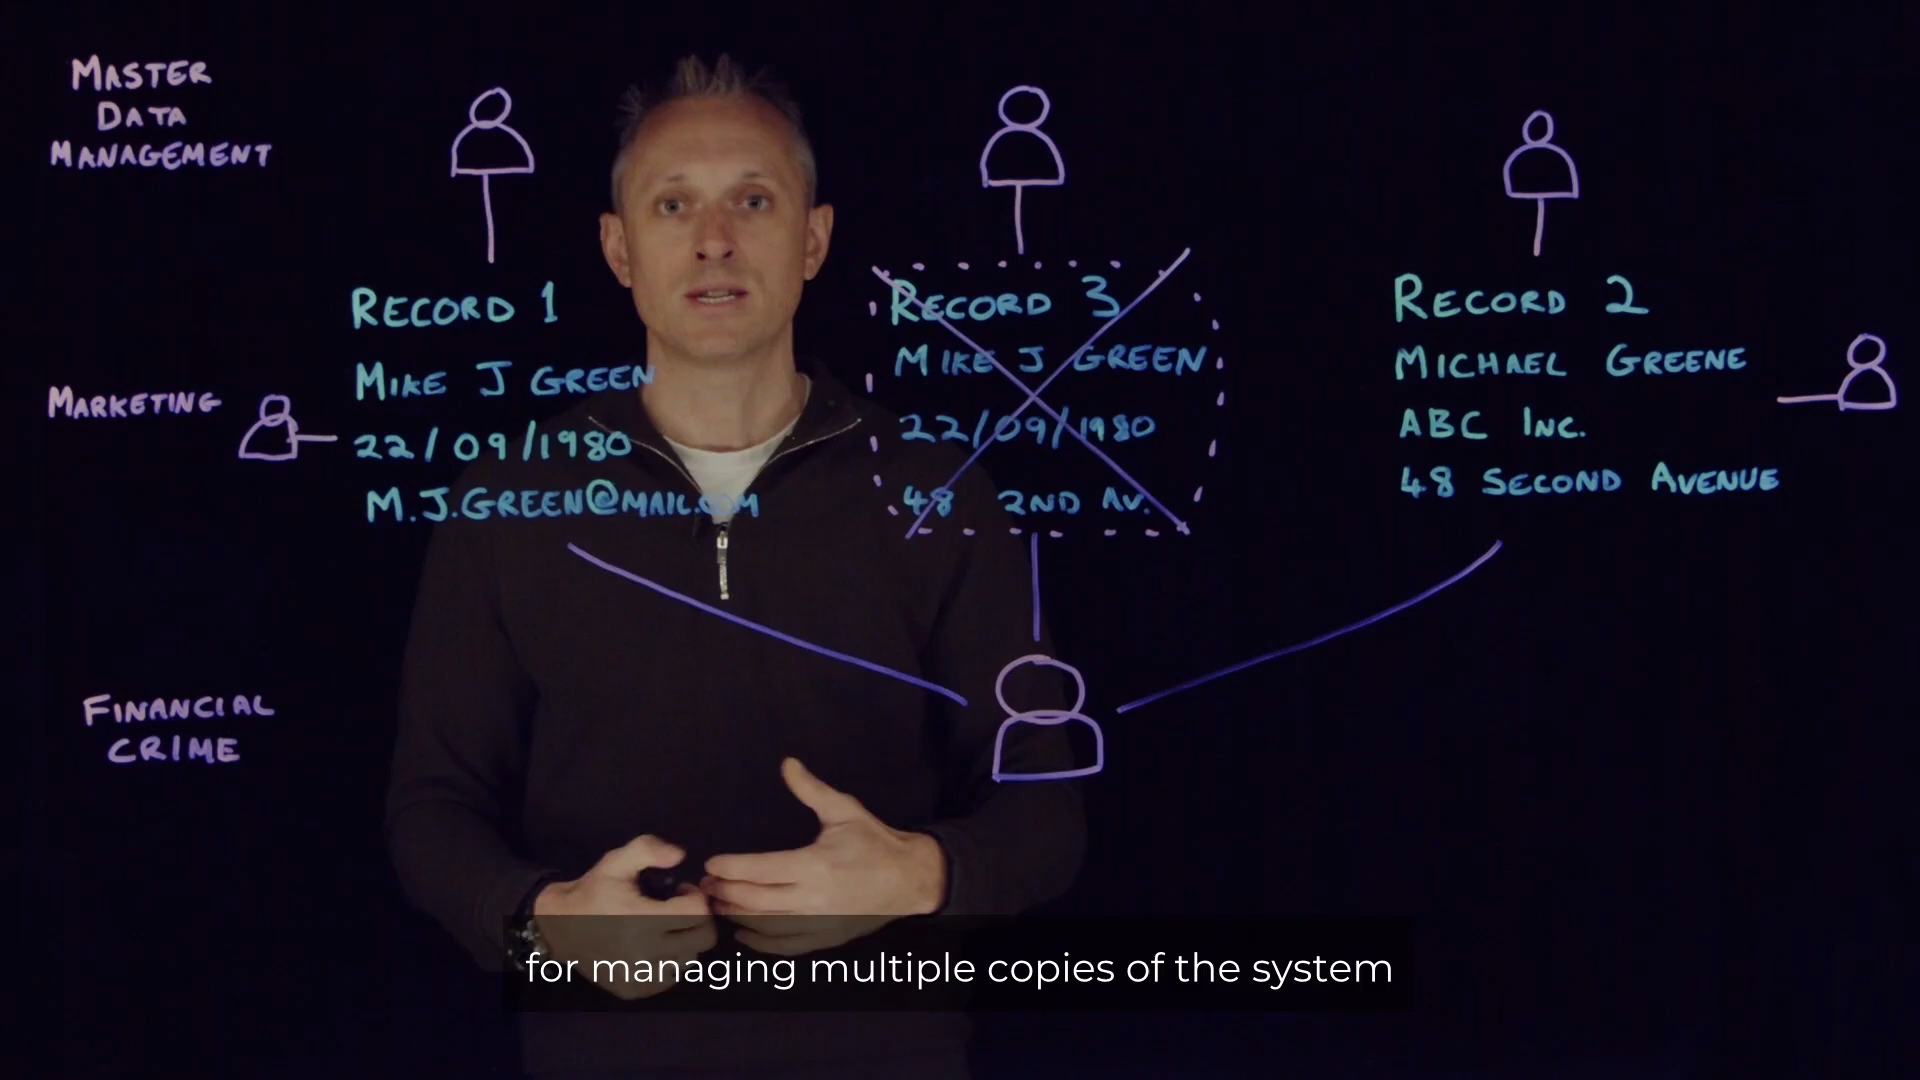 MASTER
DATA
MANAGEMENT
MARKETING
FINANCIAL
CRIME
RECORD 1
MIKE J GREEN
22/09/1980
M.J.GREEN@MAIL.COM
RECORD 3
MIKE J GREEN
22/09/1980
48 2ND AV.
RECORD 2
MICHAEL GREENE
ABC INC.
48 SECOND AVENUE
for managing multiple copies of the system